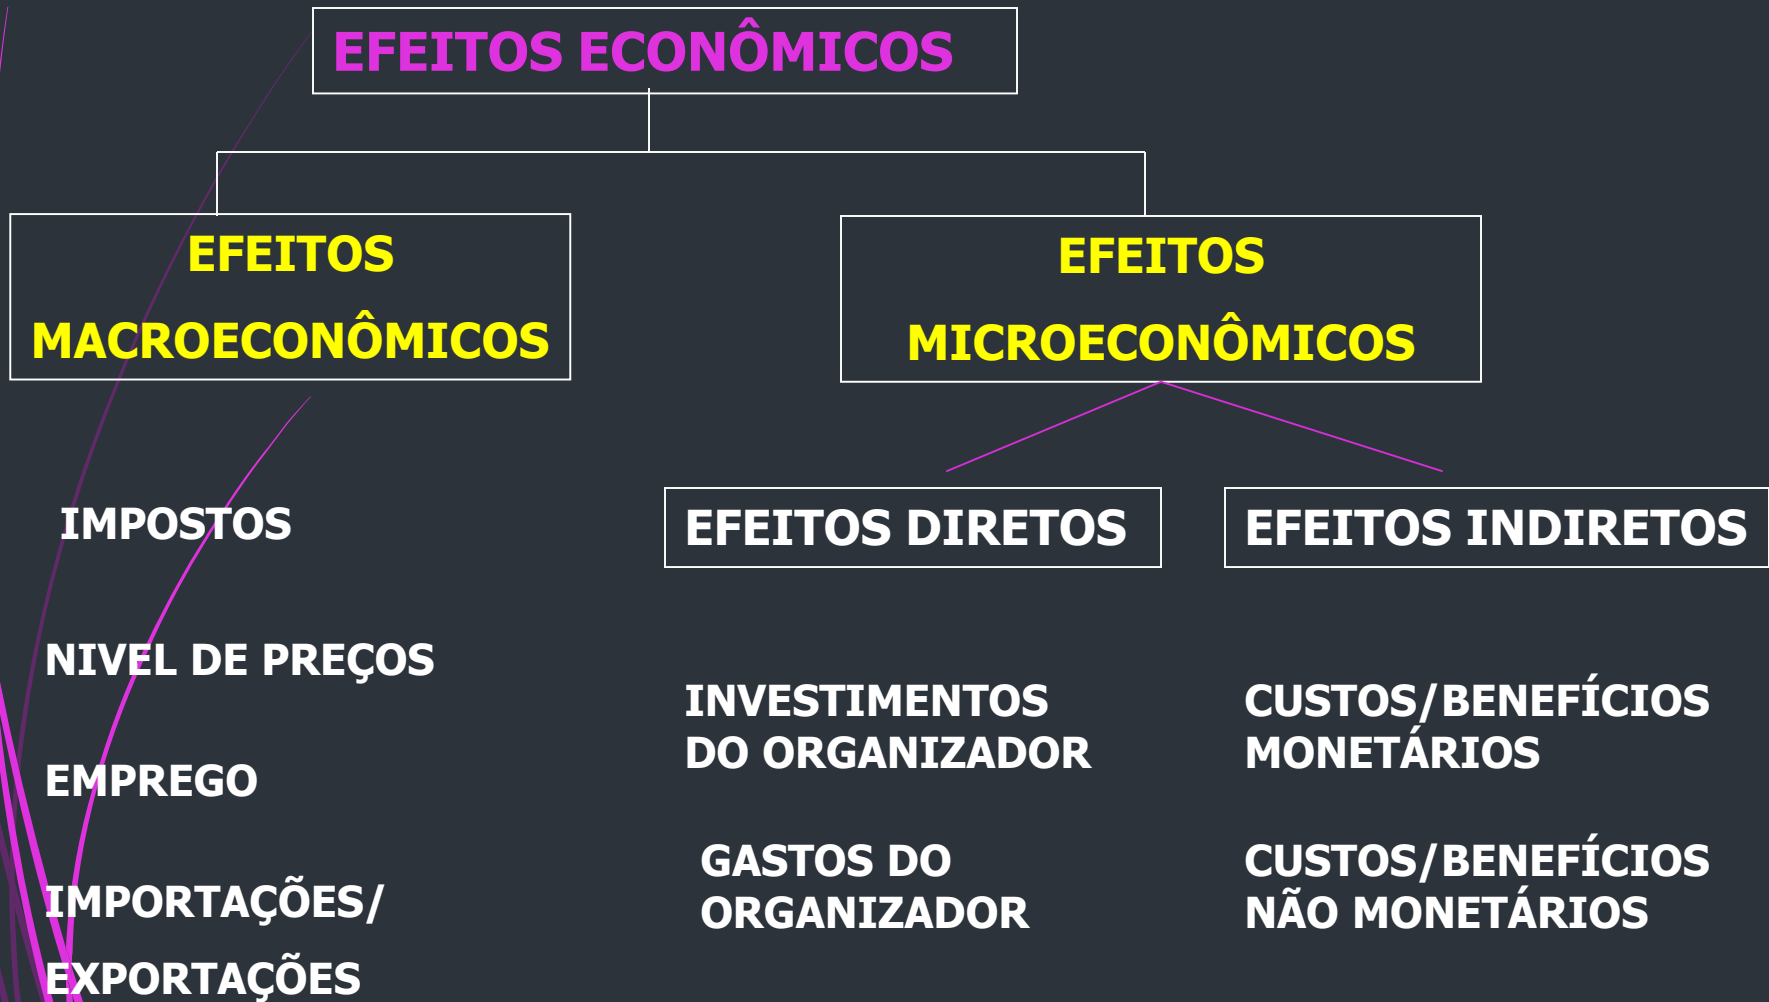 EFEITOS ECONÔMICOS
EFEITOS
MACROECONÔMICOS
EFEITOS
MICROECONÔMICOS
IMPOSTOS
NIVEL DE PREÇOS
EMPREGO
IMPORTAÇÕES/
EXPORTAÇÕES
EFEITOS DIRETOS
INVESTIMENTOS
DO ORGANIZADOR
GASTOS DO
ORGANIZADOR
EFEITOS INDIRETOS
CUSTOS/BENEFÍCIOS
MONETÁRIOS
CUSTOS/BENEFÍCIOS
NÃO MONETÁRIOS